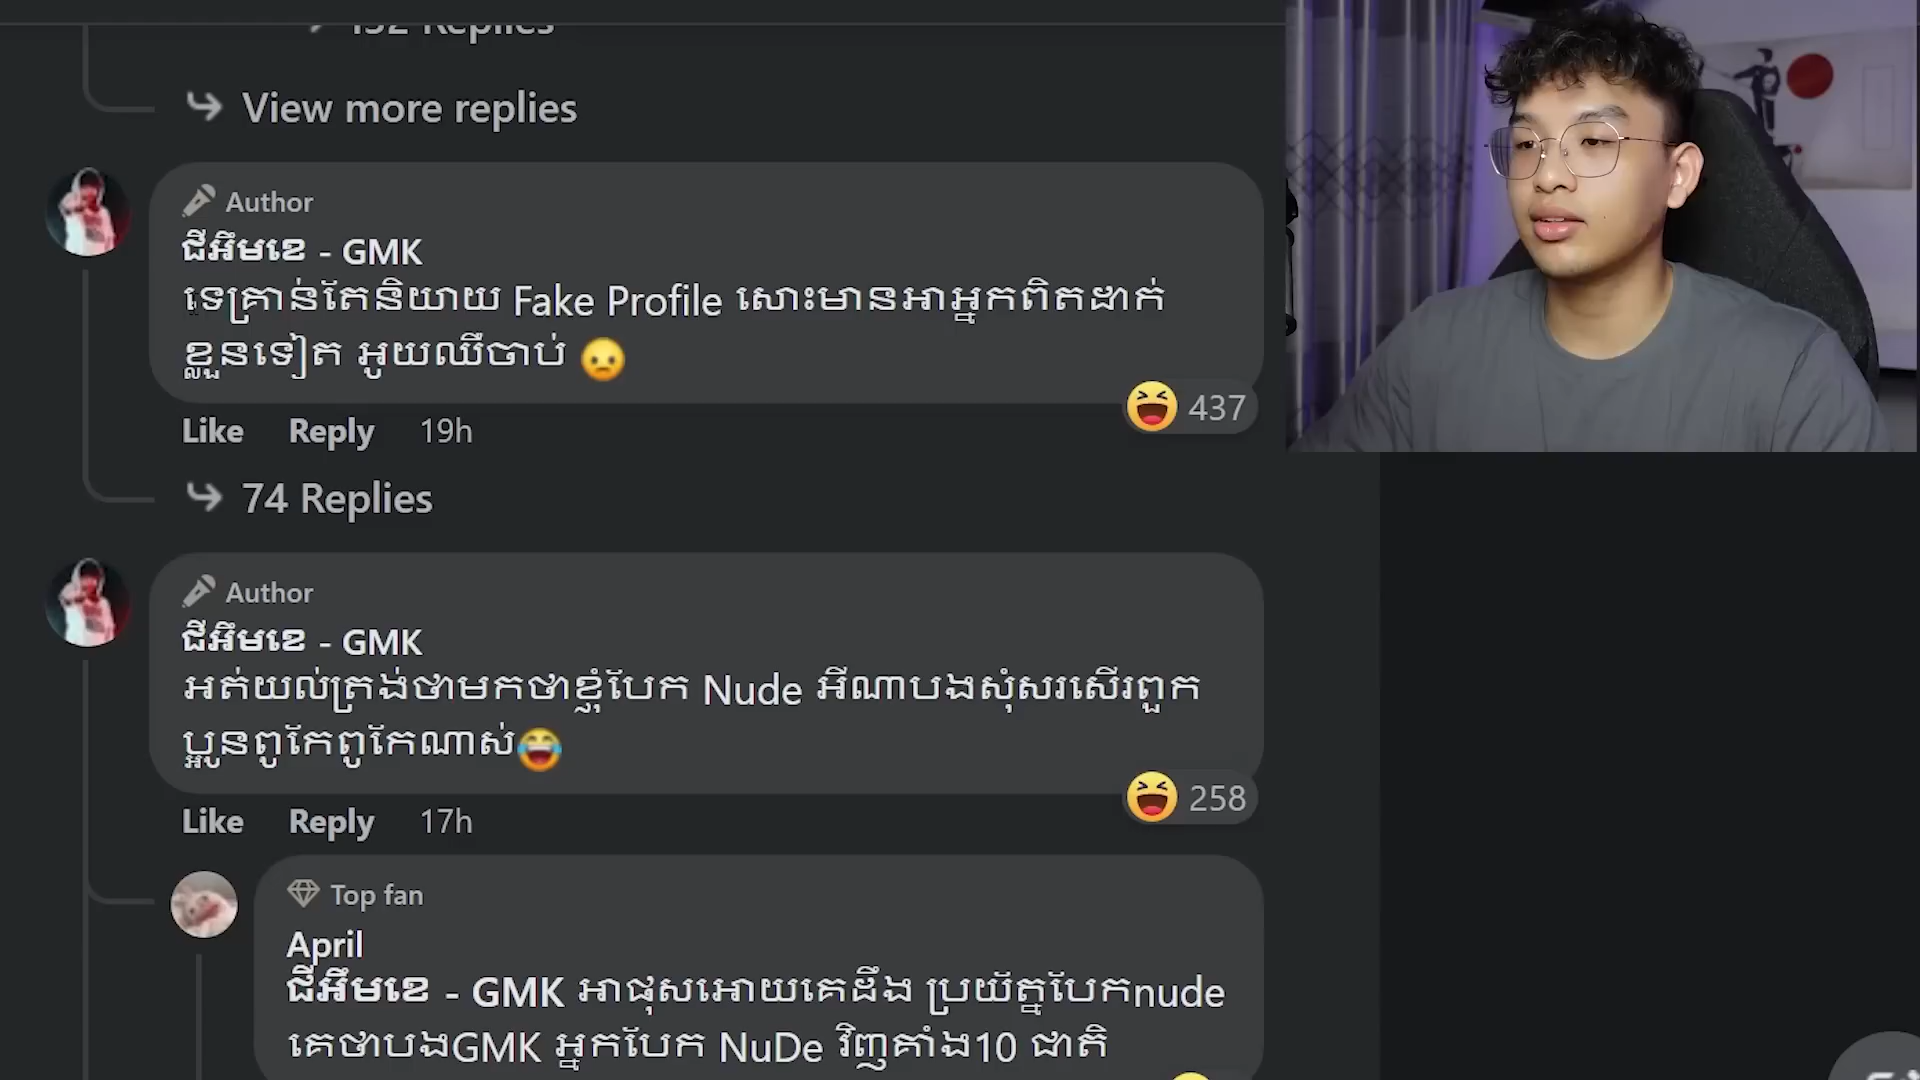 View more replies
Author
ជីអឹមខេ - GMK
ទេគ្រាន់តែនិយាយ Fake Profile សោះមានអាអ្នកពិតដាក់
ខ្លួនទៀត អូយឈឺចាប់ 😠
437
Like Reply 19h
74 Replies
Author
ជីអឹមខេ - GMK
អត់យល់ត្រង់ថាមកថាខ្ញុំបែក Nude អីណាបងសុំសរសើរពួក
ប្អូនពូកែពូកែណាស់😂
258
Like Reply 17h
Top fan
April
ជីអឹមខេ - GMK អាផុសអោយគេដឹង ប្រយ័ត្នបែកnude
គេថាបងGMK អ្នកបែក NuDe វិញគាំង10 ជាតិ